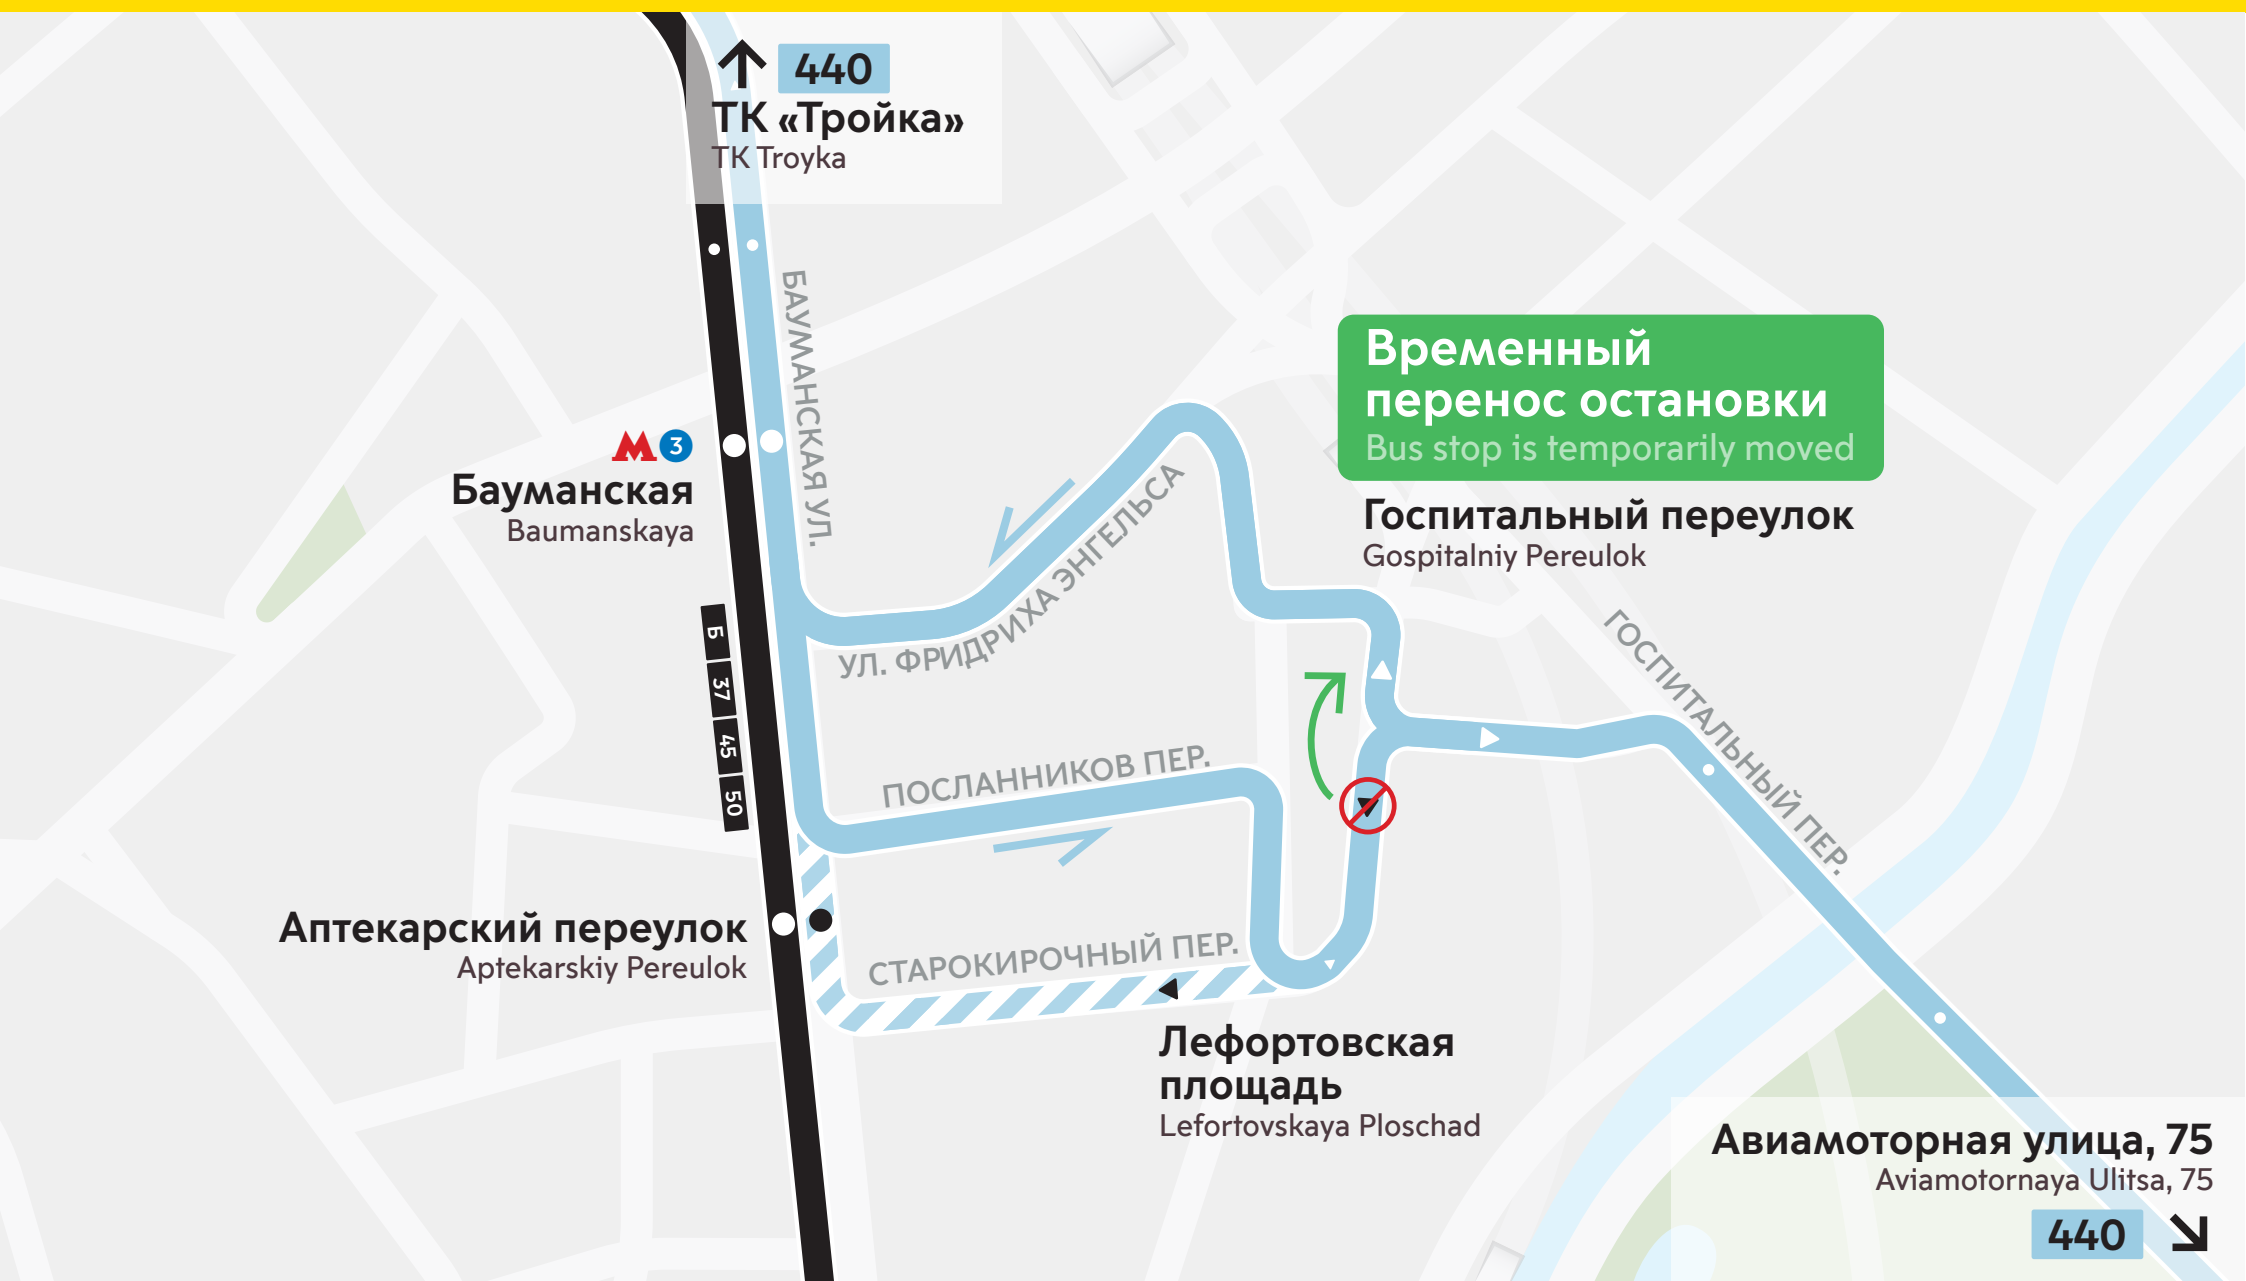 440
ТК «Тройка»
TK Troyka
БАУМАНСКАЯ УЛ.
Временный
перенос остановки
Bus stop is temporarily moved
Госпитальный переулок
Gospitalniy Pereulok
М 3
Бауманская
Baumanskaya
УЛ. ФРИДРИХА ЭНГЕЛЬСА
ГОСПИТАЛЬНЫЙ ПЕР.
Б 37 45 50
ПОСЛАННИКОВ ПЕР.
Аптекарский переулок
Aptekarskiy Pereulok
СТАРОКИРОЧНЫЙ ПЕР.
Лефортовская
площадь
Lefortovskaya Ploschad
Авиамоторная улица, 75
Aviamotornaya Ulitsa, 75
440